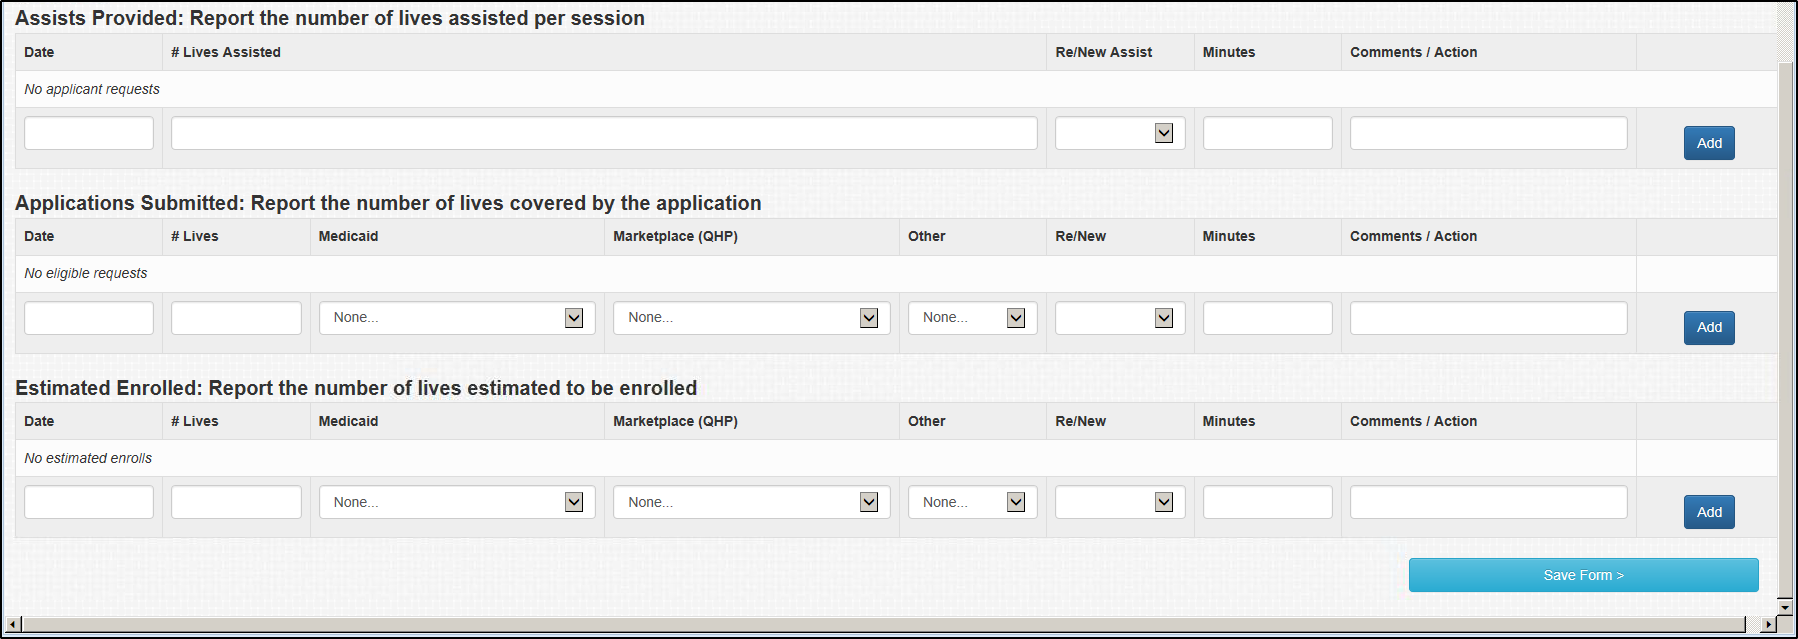 Assists Provided: Report the number of lives assisted per session
Date # Lives Assisted Re/New Assist Minutes Comments / Action
No applicant requests
Add
Applications Submitted: Report the number of lives covered by the application
Date # Lives Medicaid Marketplace (QHP) Other Re/New Minutes Comments / Action
No eligible requests
None... None... None... Add
Estimated Enrolled: Report the number of lives estimated to be enrolled
Date # Lives Medicaid Marketplace (QHP) Other Re/New Minutes Comments / Action
No estimated enrolls
None... None... None... Add
Save Form >